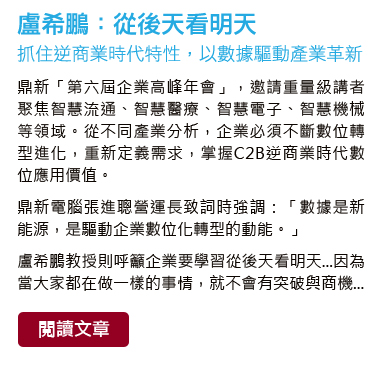 盧希鵬：從後天看明天
抓住逆商業時代特性，以數據驅動產業革新
鼎新「第六屆企業高峰年會」，邀請重量級講者
聚焦智慧流通、智慧醫療、智慧電子、智慧機械
等領域。從不同產業分析，企業必須不斷數位轉
型進化，重新定義需求，掌握C2B逆商業時代數
位應用價值。
鼎新電腦張進聰營運長致詞時強調：「數據是新
能源，是驅動企業數位化轉型的動能。」
盧希鵬教授則呼籲企業要學習從後天看明天...因為
當大家都在做一樣的事情，就不會有突破與商機...
閱讀文章